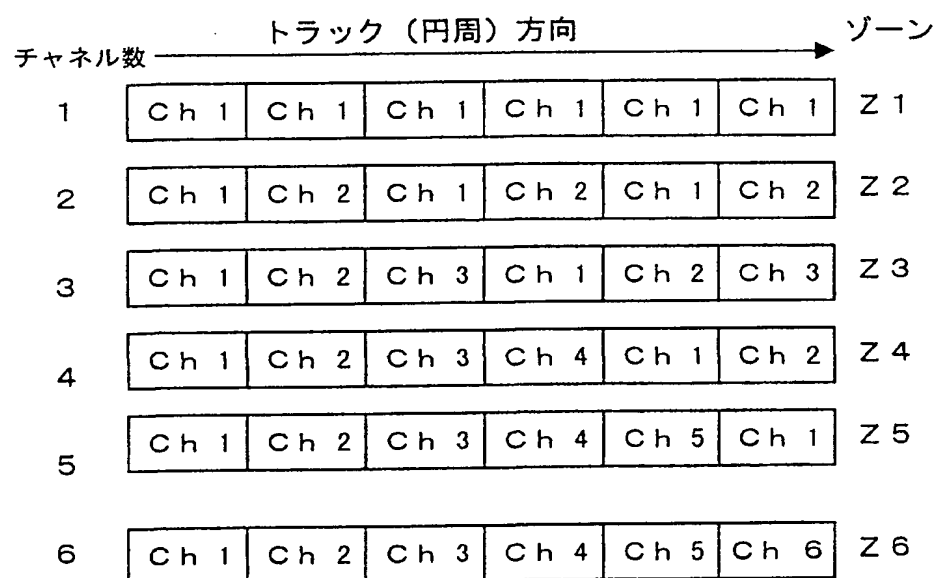 トラック（円周）方向 ゾーン
チャネル数
1 Ch 1 Ch 1 Ch 1 Ch 1 Ch 1 Ch 1 Z 1
2 Ch 1 Ch 2 Ch 1 Ch 2 Ch 1 Ch 2 Z 2
3 Ch 1 Ch 2 Ch 3 Ch 1 Ch 2 Ch 3 Z 3
4 Ch 1 Ch 2 Ch 3 Ch 4 Ch 1 Ch 2 Z 4
5 Ch 1 Ch 2 Ch 3 Ch 4 Ch 5 Ch 1 Z 5
6 Ch 1 Ch 2 Ch 3 Ch 4 Ch 5 Ch 6 Z 6